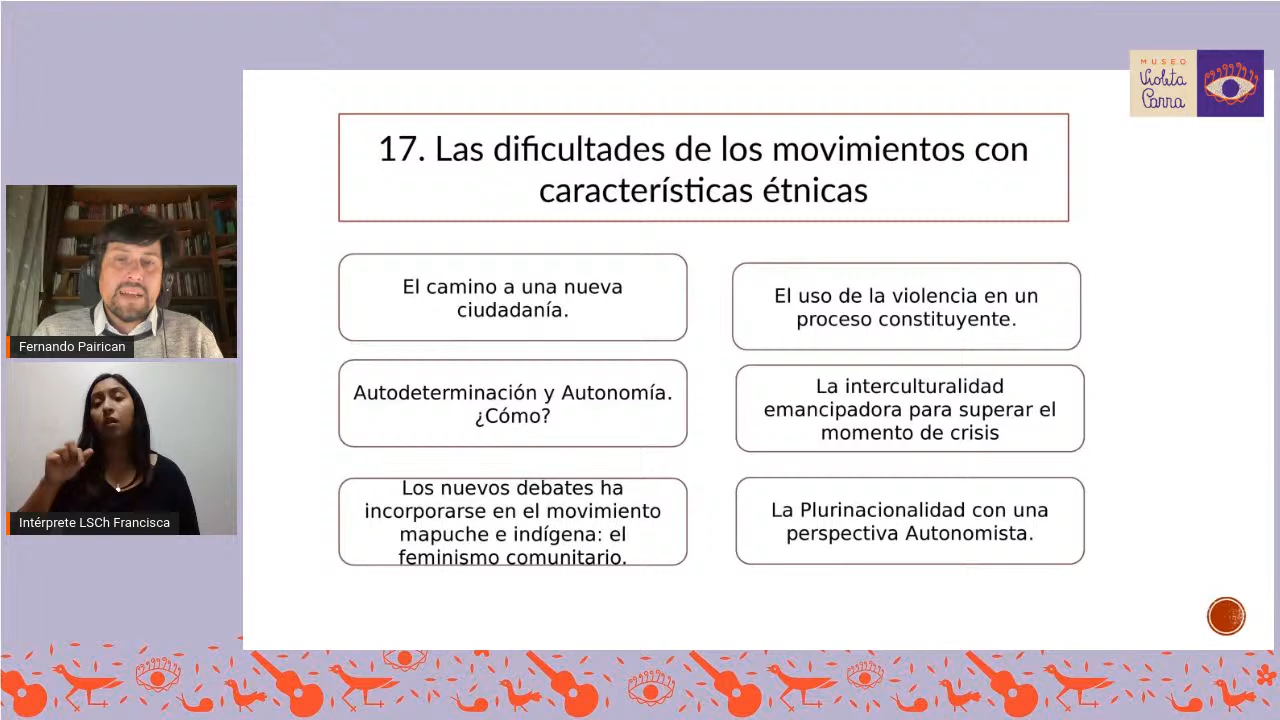 MUSEO
Violeta
Parra
17. Las dificultades de los movimientos con
características étnicas
El camino a una nueva
ciudadanía.
El uso de la violencia en un
proceso constituyente.
Autodeterminación y Autonomía.
¿Cómo?
La interculturalidad
emancipadora para superar el
momento de crisis
Los nuevos debates ha
incorporarse en el movimiento
mapuche e indígena: el
feminismo comunitario.
La Plurinacionalidad con una
perspectiva Autonomista.
Fernando Pairican
Intérprete LSCh Francisca